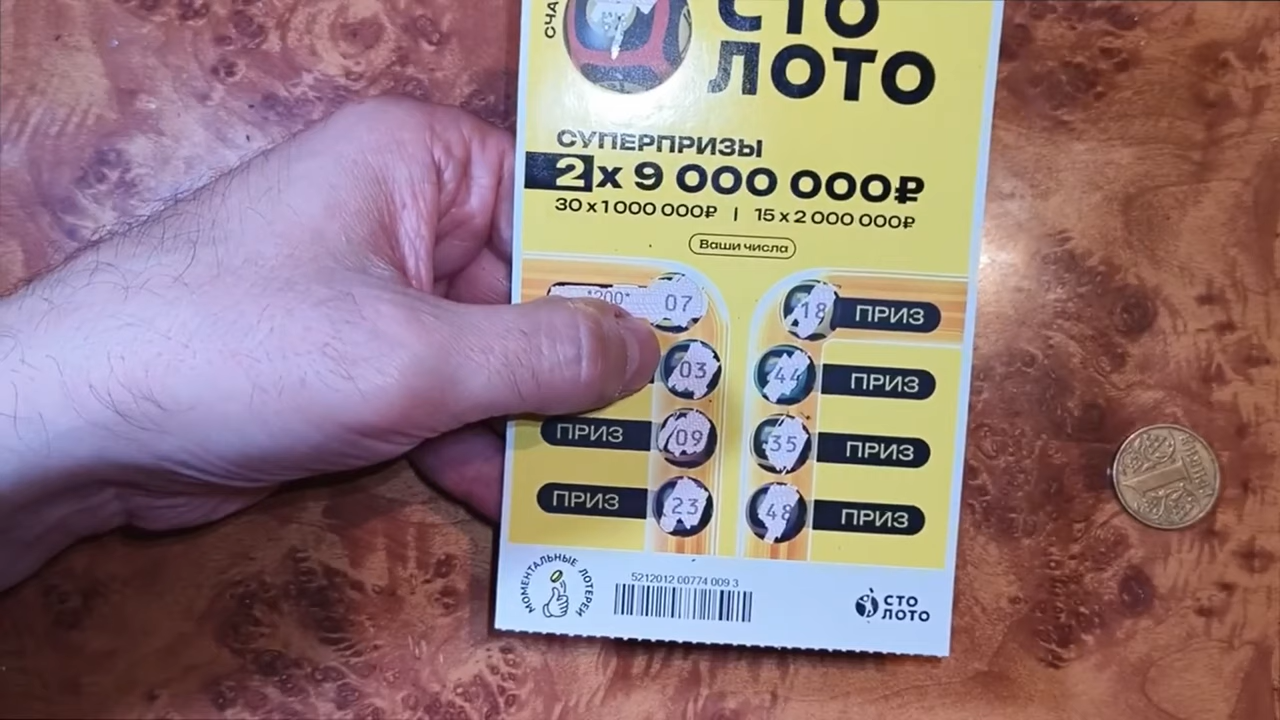 СЧА
СТО
ЛОТО
СУПЕРПРИЗЫ
2 x 9 000 000₽
30 x 1 000 000₽ | 15 x 2 000 000₽
Ваши числа
*200* 07
18 ПРИЗ
03
44 ПРИЗ
ПРИЗ 09
35 ПРИЗ
ПРИЗ 23
48 ПРИЗ
МОМЕНТАЛЬНЫЕ ЛОТЕРЕИ
5212012 00774 009 3
СТО
ЛОТО